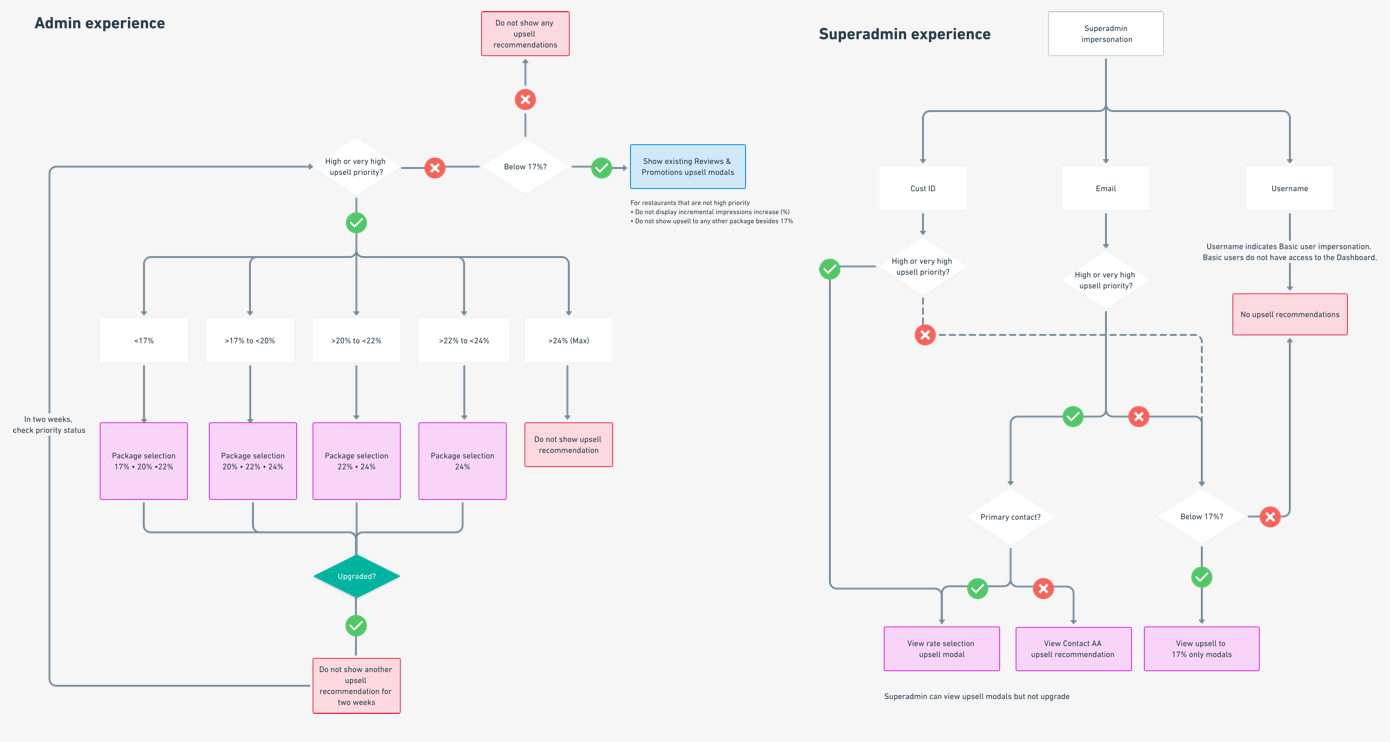 Admin experience
Do not show any
upsell
recommendations
High or very high
upsell priority?
Below 17%?
Show existing Reviews &
Promotions upsell modals
For restaurants that are not high priority
• Do not display incremental impressions increase (%)
• Do not show upsell to any other package besides 17%
<17%
>17% to <20%
>20% to <22%
>22% to <24%
>24% (Max)
In two weeks,
check priority status
Package selection
17% • 20% •22%
Package selection
20% • 22% • 24%
Package selection
22% • 24%
Package selection
24%
Do not show upsell
recommendation
Upgraded?
Do not show another
upsell
recommendation for
two weeks
Superadmin experience
Superadmin
impersonation
Cust ID
Email
Username
High or very high
upsell priority?
High or very high
upsell priority?
Username indicates Basic user impersonation.
Basic users do not have access to the Dashboard.
No upsell recommendations
Primary contact?
Below 17%?
View rate selection
upsell modal
View Contact AA
upsell recommendation
View upsell to
17% only modals
Superadmin can view upsell modals but not upgrade